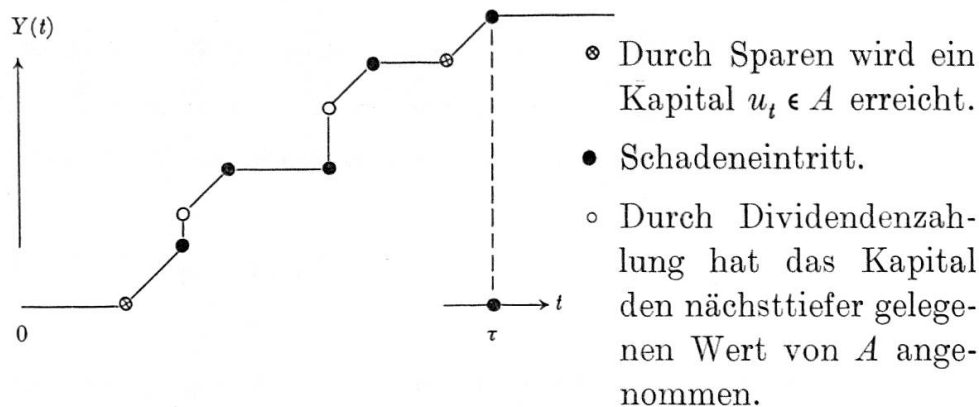 Y(t)
⊗ Durch Sparen wird ein
Kapital u_t ϵ A erreicht.
● Schadeneintritt.
○ Durch Dividendenzah-
lung hat das Kapital
den nächsttiefer gelege-
nen Wert von A ange-
nommen.
0
τ
t